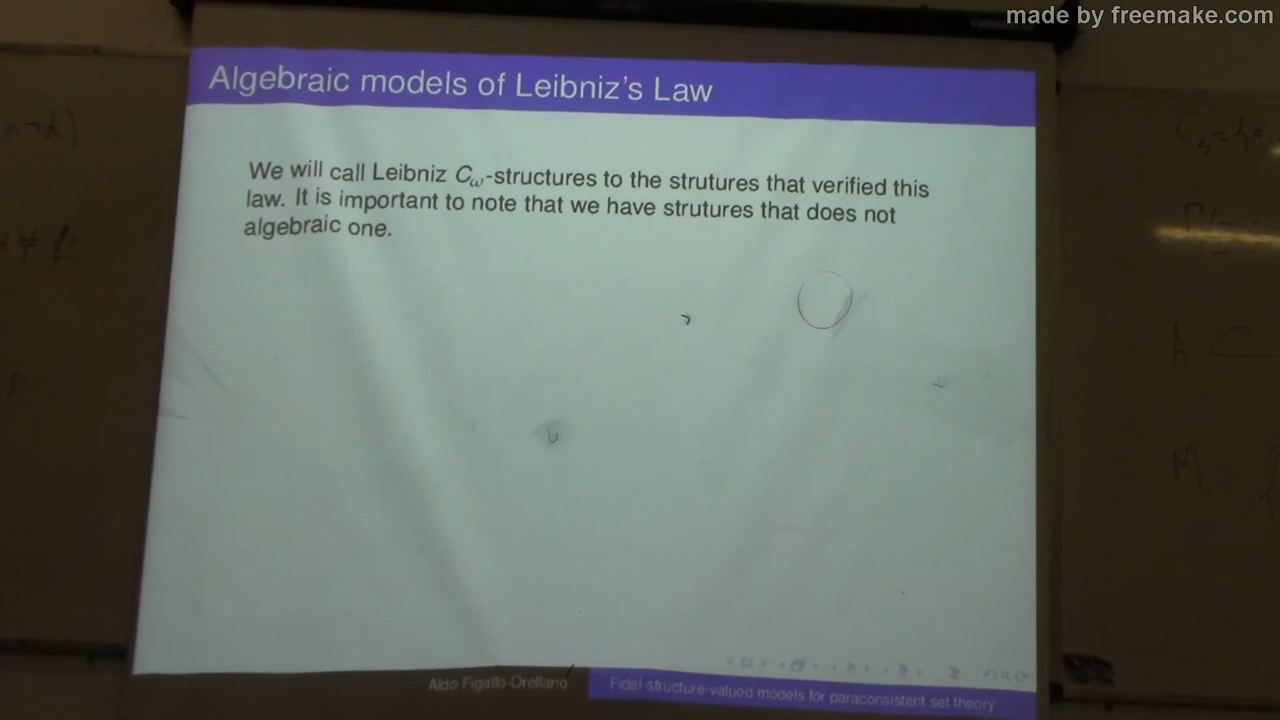 made by freemake.com
Algebraic models of Leibniz's Law
We will call Leibniz Cω-structures to the strutures that verified this
law. It is important to note that we have strutures that does not
algebraic one.
Aldo Figallo Orellano
Fidel-structure-valued models for paraconsistent set theory